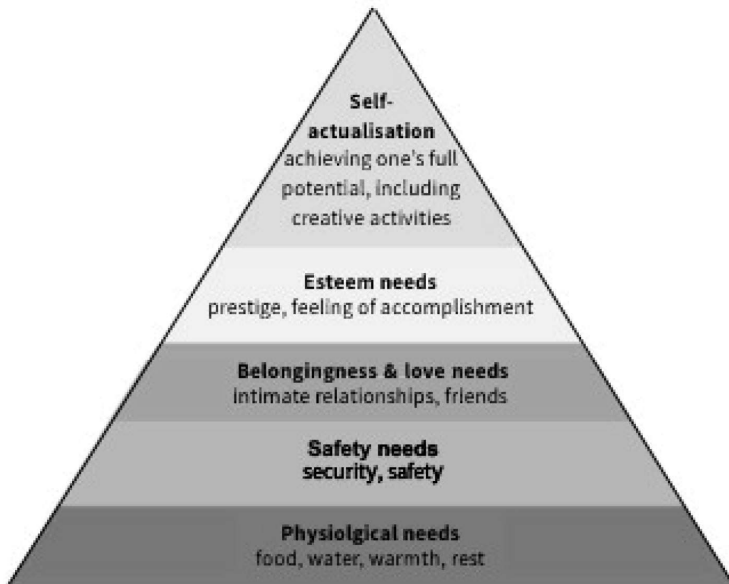 Self-
actualisation
achieving one's full
potential, including
creative activities
Esteem needs
prestige, feeling of accomplishment
Belongingness & love needs
intimate relationships, friends
Safety needs
security, safety
Physiolgical needs
food, water, warmth, rest